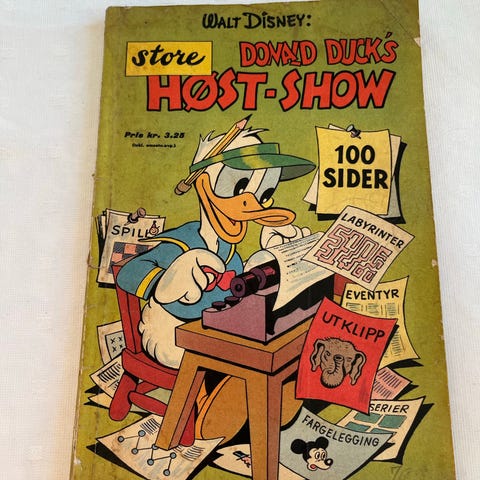 WALT DISNEY:
store
DONALD DUCK'S
HØST-SHOW
Pris kr. 3,25
100
SIDER
SPILL
LABYRINTER
EVENTYR
UTKLIPP
SERIER
FARGELEGGING